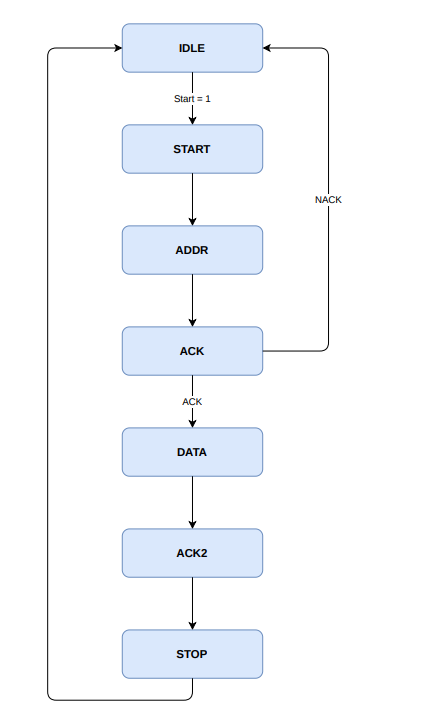 IDLE
Start = 1
START
NACK
ADDR
ACK
ACK
DATA
ACK2
STOP